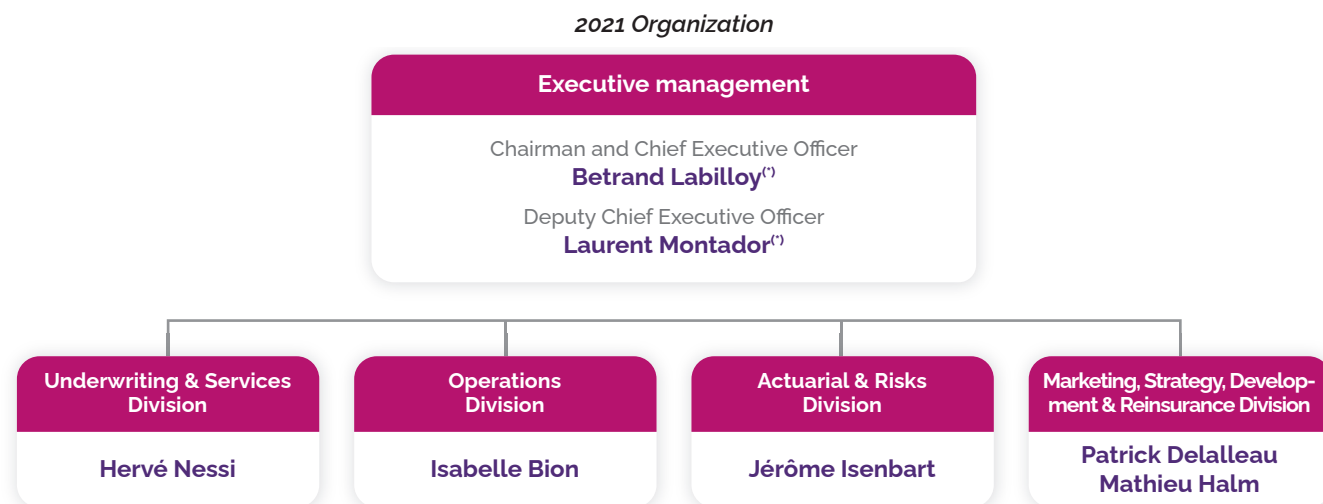 2021 Organization
Executive management
Chairman and Chief Executive Officer
Betrand Labilloy(*)
Deputy Chief Executive Officer
Laurent Montador(*)
Underwriting & Services
Division
Hervé Nessi
Operations
Division
Isabelle Bion
Actuarial & Risks
Division
Jérôme Isenbart
Marketing, Strategy, Develop-
ment & Reinsurance Division
Patrick Delalleau
Mathieu Halm